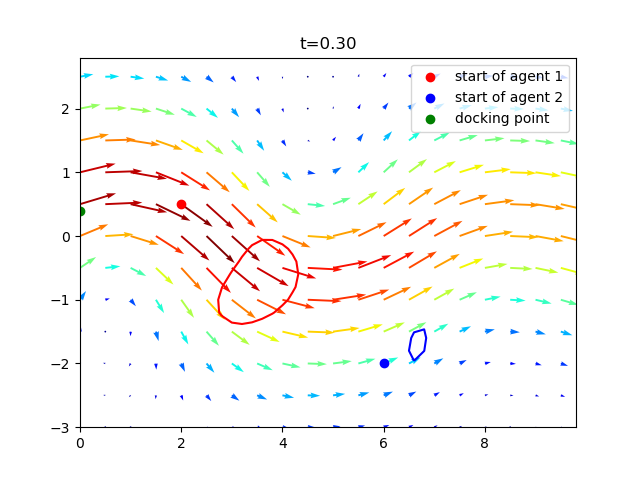 t=0.30
start of agent 1
start of agent 2
docking point
2
1
0
−1
−2
−3
0
2
4
6
8